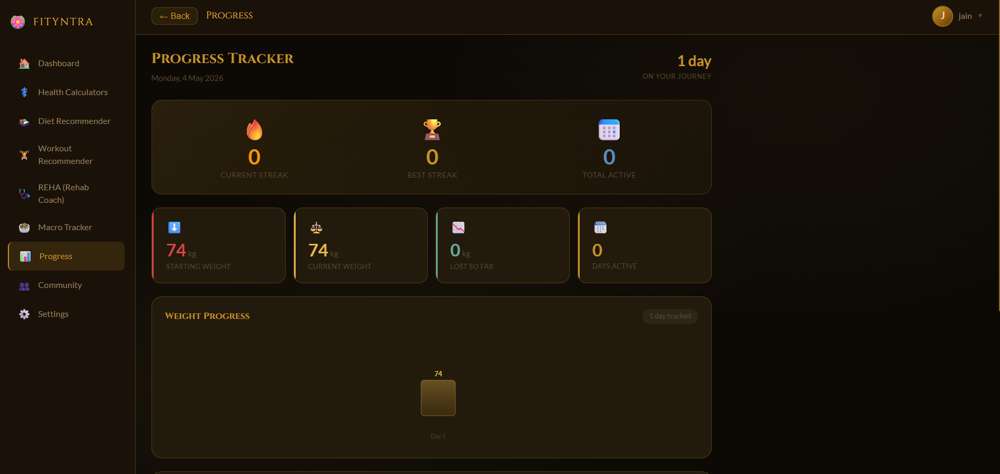 FITYNTRA
Dashboard
Health Calculators
Diet Recommender
Workout
Recommender
REHA (Rehab
Coach)
Macro Tracker
Progress
Community
Settings
← Back
Progress
J
jain ▼
Progress Tracker
Monday, 4 May 2026
1 day
ON YOUR JOURNEY
0
CURRENT STREAK
0
BEST STREAK
0
TOTAL ACTIVE
74 kg
STARTING WEIGHT
74 kg
CURRENT WEIGHT
0 kg
LOST SO FAR
0
DAYS ACTIVE
Weight Progress
1 day tracked
74
Day 1